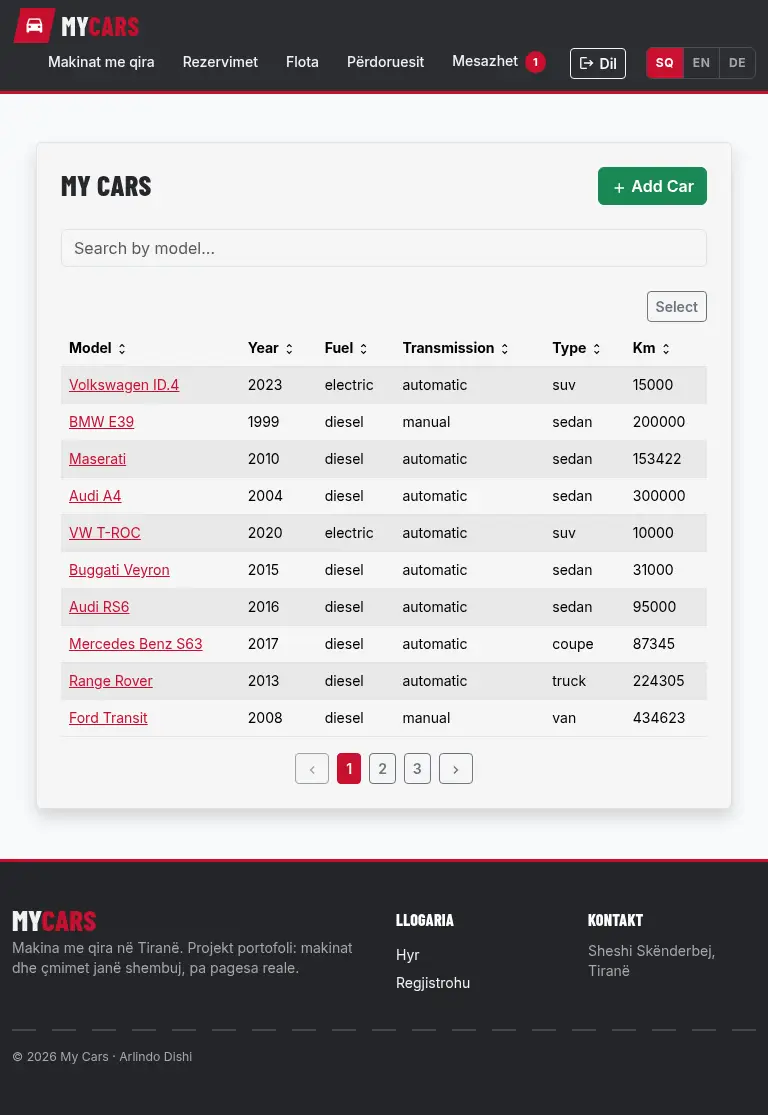 MYCARS
Makinat me qira Rezervimet Flota Përdoruesit Mesazhet 1 Dil SQ EN DE
MY CARS
+ Add Car
Search by model...
Select
Model Year Fuel Transmission Type Km
Volkswagen ID.4 2023 electric automatic suv 15000
BMW E39 1999 diesel manual sedan 200000
Maserati 2010 diesel automatic sedan 153422
Audi A4 2004 diesel automatic sedan 300000
VW T-ROC 2020 electric automatic suv 10000
Buggati Veyron 2015 diesel automatic sedan 31000
Audi RS6 2016 diesel automatic sedan 95000
Mercedes Benz S63 2017 diesel automatic coupe 87345
Range Rover 2013 diesel automatic truck 224305
Ford Transit 2008 diesel manual van 434623
‹ 1 2 3 ›
MYCARS
Makina me qira në Tiranë. Projekt portofoli: makinat
dhe çmimet janë shembuj, pa pagesa reale.
LLOGARIA
Hyr
Regjistrohu
KONTAKT
Sheshi Skënderbej,
Tiranë
© 2026 My Cars · Arlindo Dishi